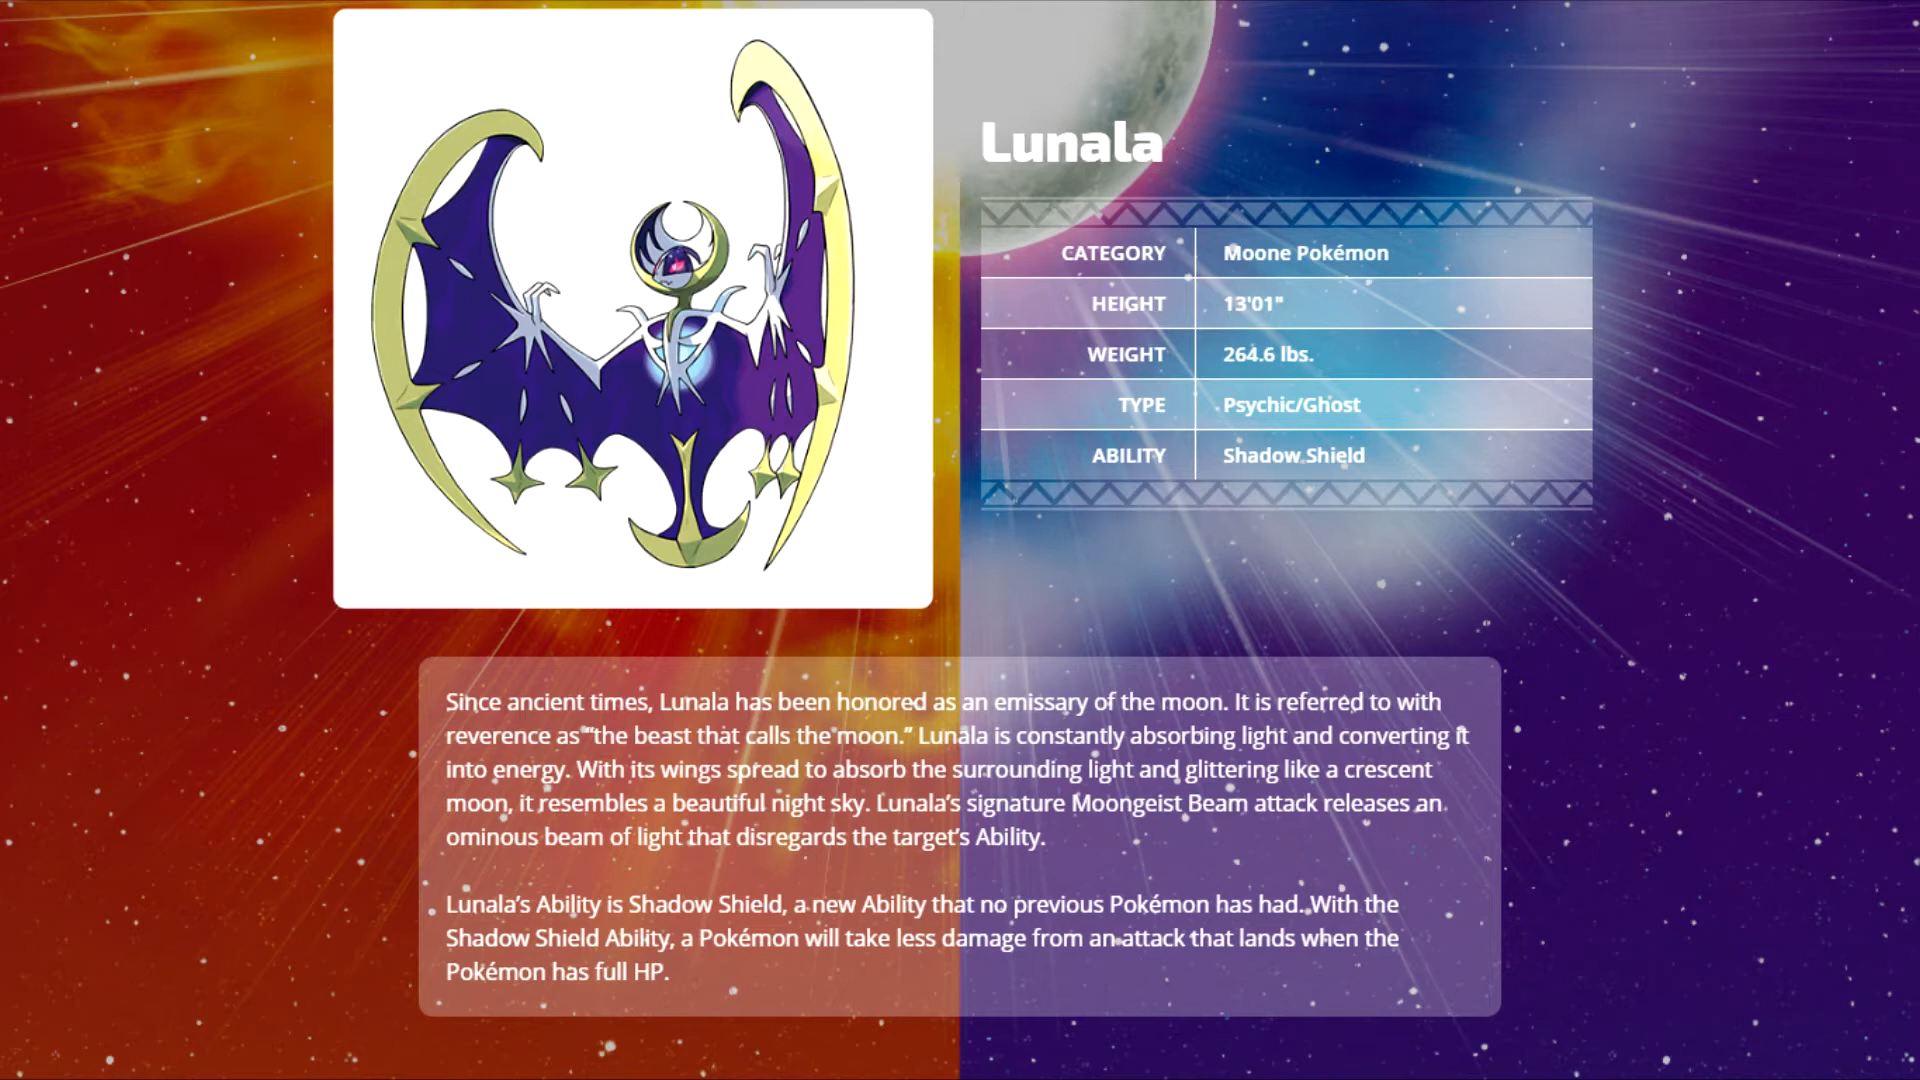 Lunala
CATEGORY Moone Pokémon
HEIGHT 13'01"
WEIGHT 264.6 lbs.
TYPE Psychic/Ghost
ABILITY Shadow Shield
Since ancient times, Lunala has been honored as an emissary of the moon. It is referred to with
reverence as “the beast that calls the moon.” Lunala is constantly absorbing light and converting it
into energy. With its wings spread to absorb the surrounding light and glittering like a crescent
moon, it resembles a beautiful night sky. Lunala’s signature Moongeist Beam attack releases an
ominous beam of light that disregards the target’s Ability.
Lunala’s Ability is Shadow Shield, a new Ability that no previous Pokémon has had. With the
Shadow Shield Ability, a Pokémon will take less damage from an attack that lands when the
Pokémon has full HP.